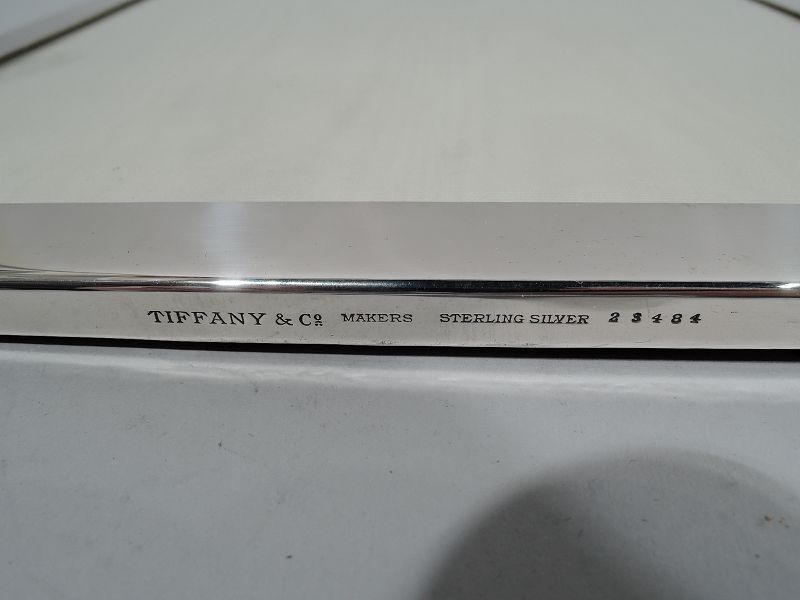 TIFFANY & Co MAKERS STERLING SILVER 23484